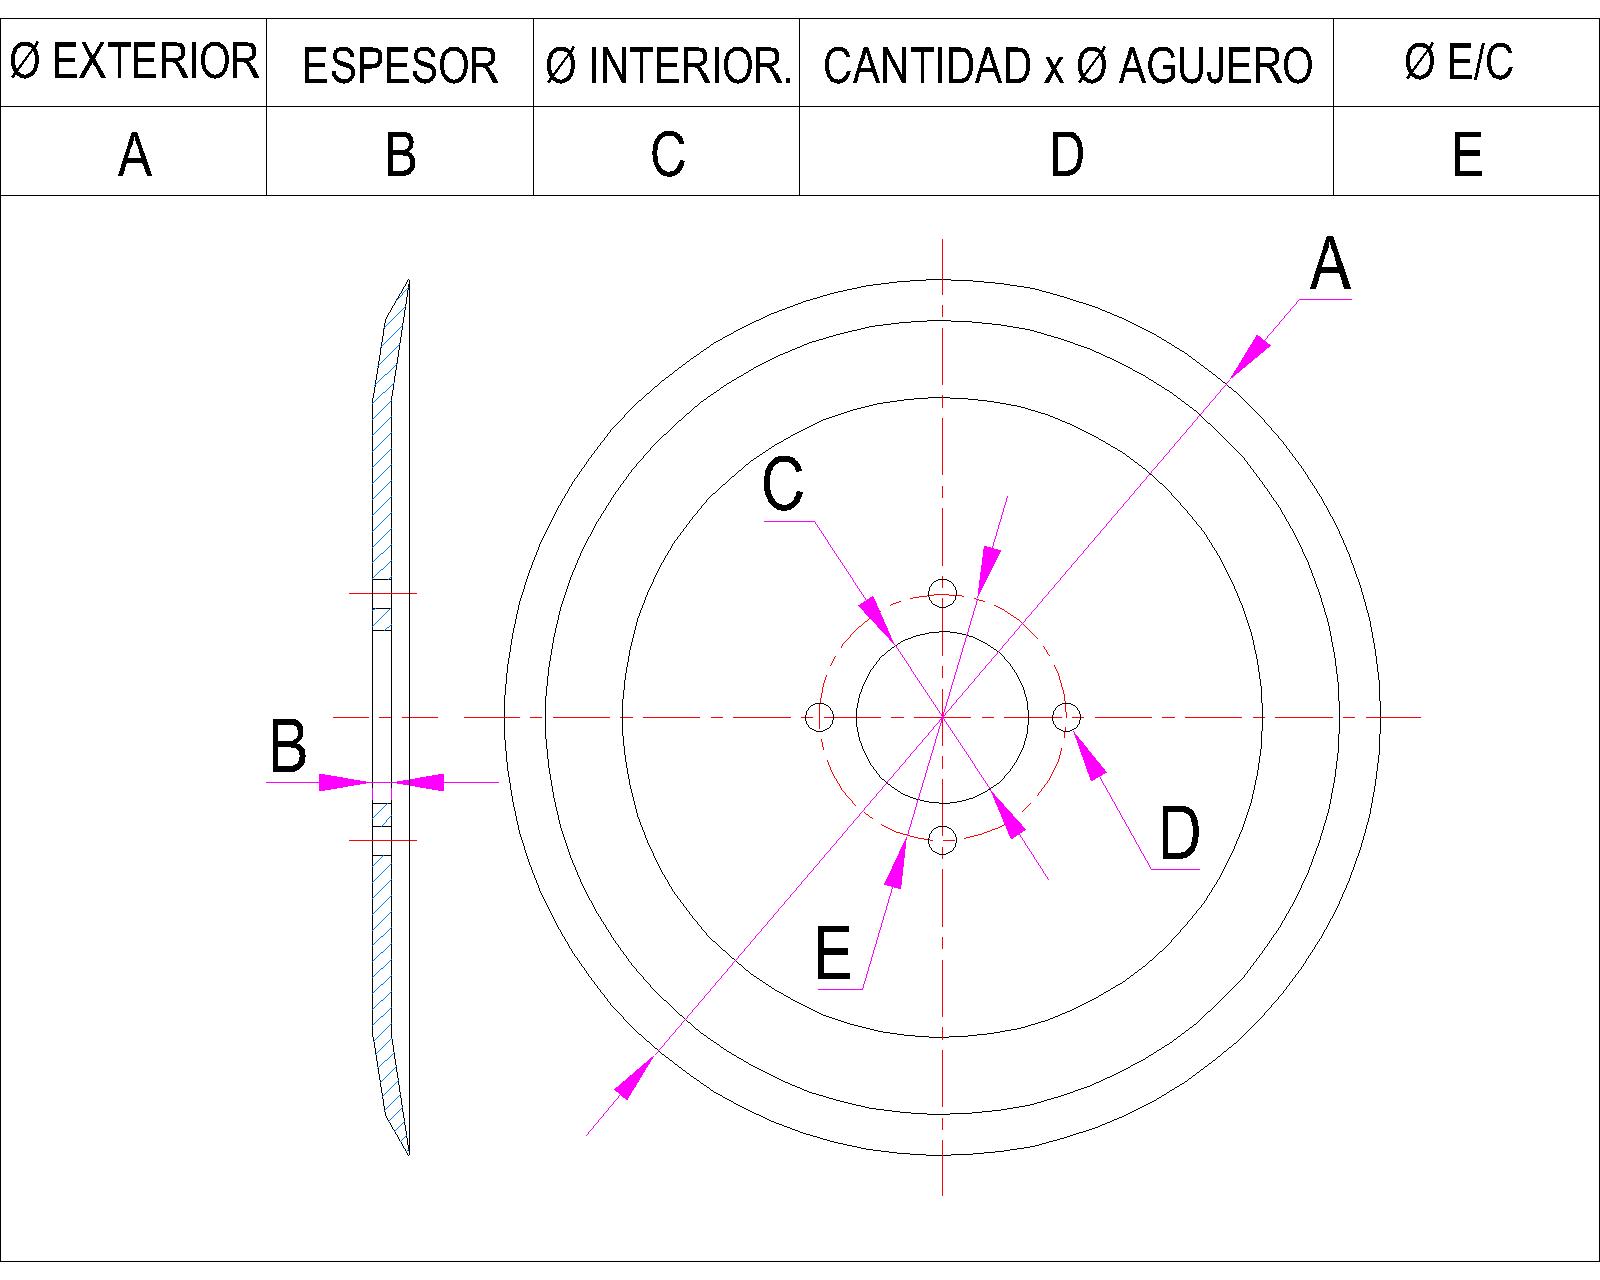 Ø EXTERIOR ESPESOR Ø INTERIOR. CANTIDAD x Ø AGUJERO Ø E/C
A B C D E
A
C
B
D
E